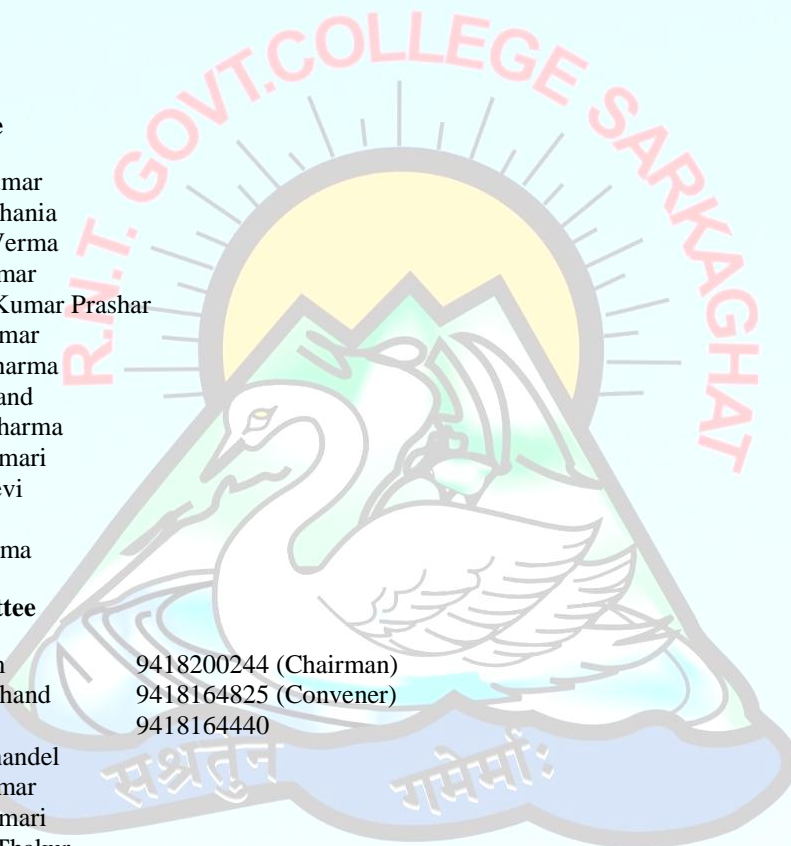 R.N.T. GOVT.COLLEGE SARKAGHAT
e
mar
hania
Verma
mar
Kumar Prashar
mar
harma
and
harma
mari
evi
ma
ttee
n 9418200244 (Chairman)
hand 9418164825 (Convener)
9418164440
handel
mar
mari
सश्रतुन गमेमाः